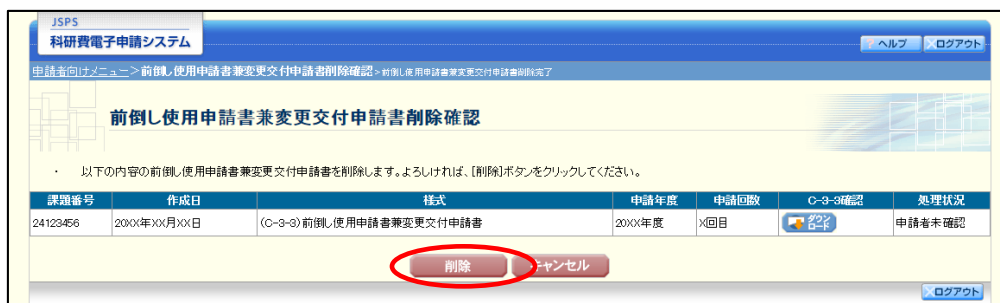 JSPS
科研費電子申請システム
? ヘルプ ログアウト
申請者向けメニュー>前倒し使用申請書兼変更交付申請書削除確認>前倒し使用申請書兼変更交付申請書削除完了
前倒し使用申請書兼変更交付申請書削除確認
・ 以下の内容の前倒し使用申請書兼変更交付申請書を削除します。よろしければ、[削除]ボタンをクリックしてください。
課題番号 作成日 様式 申請年度 申請回数 C-3-3確認 処理状況
24123456 20XX年XX月XX日 (C-3-3)前倒し使用申請書兼変更交付申請書 20XX年度 X回目 ダウンロード 申請者未確認
削除 キャンセル
ログアウト